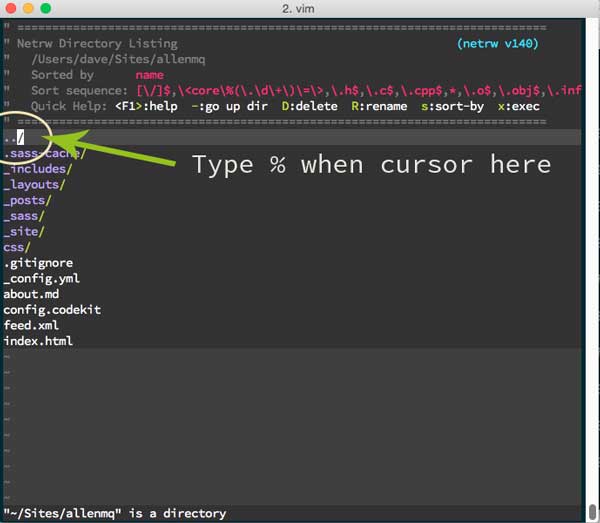 2. vim
" ==================================================================
" Netrw Directory Listing (netrw v140)
" /Users/dave/Sites/allenmq
" Sorted by name
" Sort sequence: [\/]$,\<core\%(\.\d\+\)\=\>,\.h$,\.c$,\.cpp$,*,\.o$,\.obj$,\.inf
" Quick Help: <F1>:help -:go up dir D:delete R:rename s:sort-by x:exec
" ==================================================================
../
.sass-cache/
Type % when cursor here
_includes/
_layouts/
_posts/
_sass/
_site/
css/
.gitignore
_config.yml
about.md
config.codekit
feed.xml
index.html
~
~
~
~
~
~
~
~
~
~
"~/Sites/allenmq" is a directory